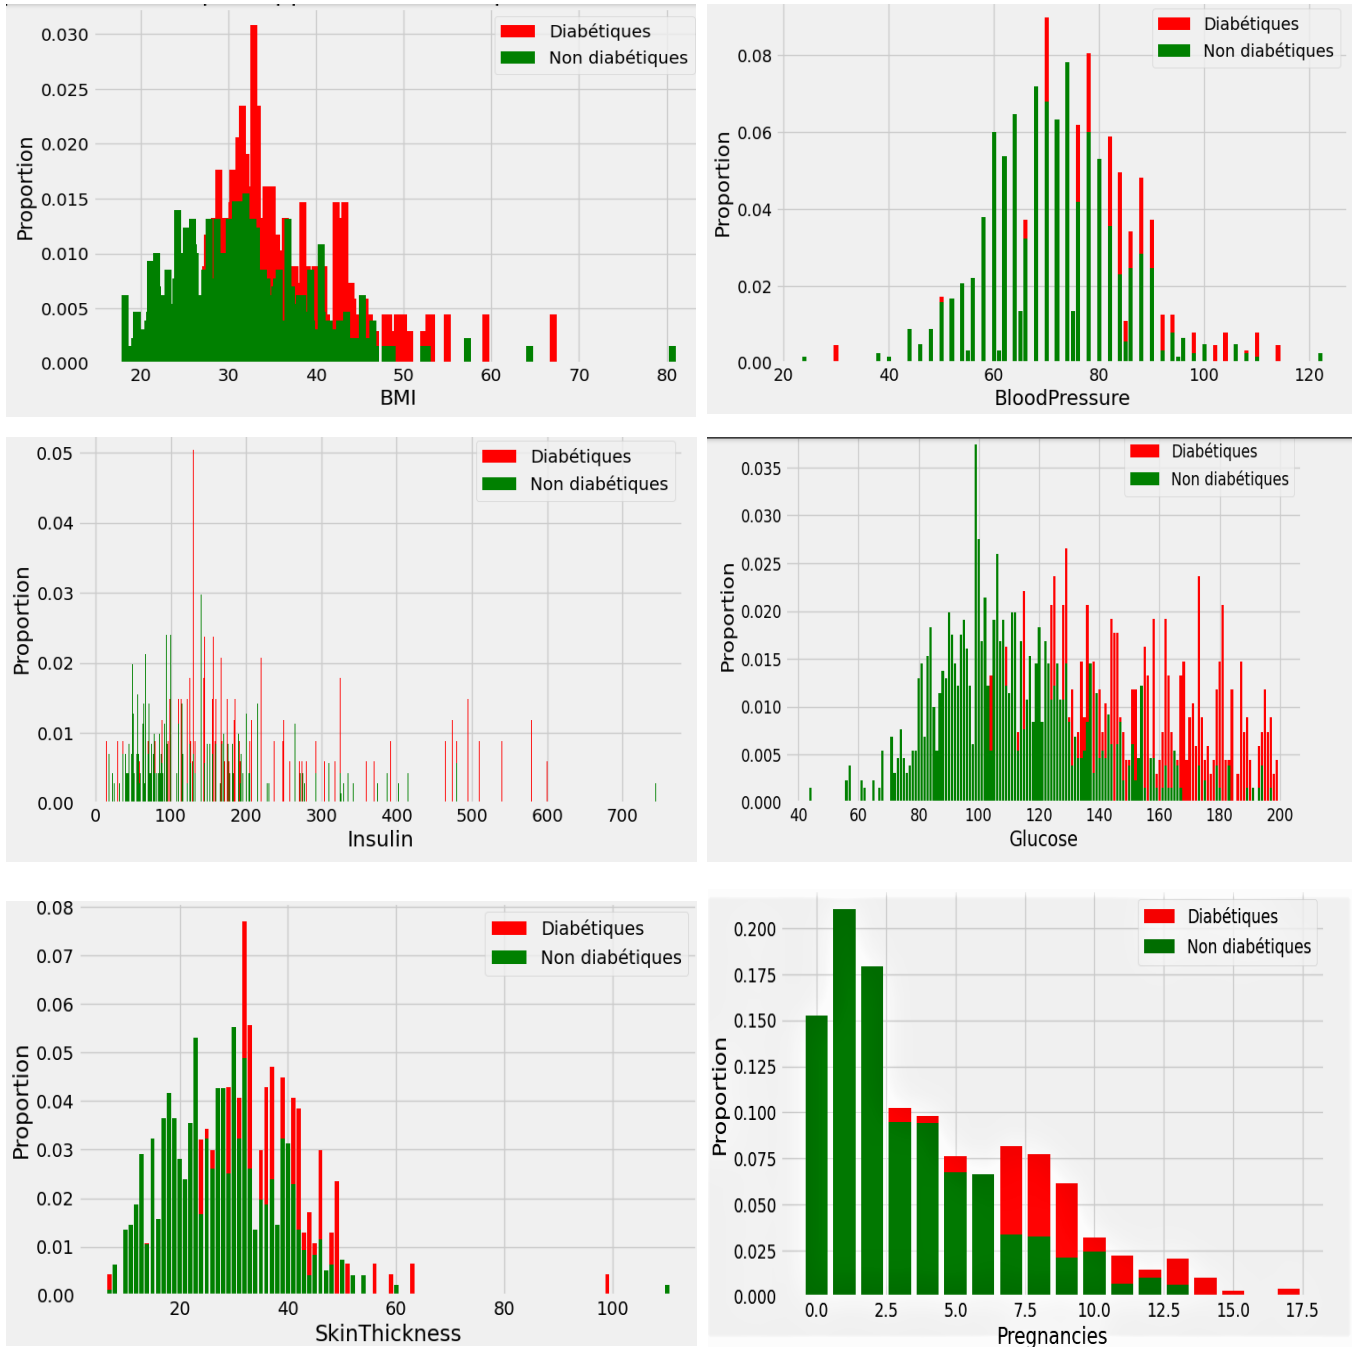 Diabétiques
Non diabétiques
0.030
0.025
0.020
0.015
0.010
0.005
0.000
Proportion
20 30 40 50 60 70 80
BMI
Diabétiques
Non diabétiques
0.08
0.06
0.04
0.02
0.00
Proportion
20 40 60 80 100 120
BloodPressure
Diabétiques
Non diabétiques
0.05
0.04
0.03
0.02
0.01
0.00
Proportion
0 100 200 300 400 500 600 700
Insulin
Diabétiques
Non diabétiques
0.035
0.030
0.025
0.020
0.015
0.010
0.005
0.000
Proportion
40 60 80 100 120 140 160 180 200
Glucose
Diabétiques
Non diabétiques
0.08
0.07
0.06
0.05
0.04
0.03
0.02
0.01
0.00
Proportion
20 40 60 80 100
SkinThickness
Diabétiques
Non diabétiques
0.200
0.175
0.150
0.125
0.100
0.075
0.050
0.025
0.000
Proportion
0.0 2.5 5.0 7.5 10.0 12.5 15.0 17.5
Pregnancies